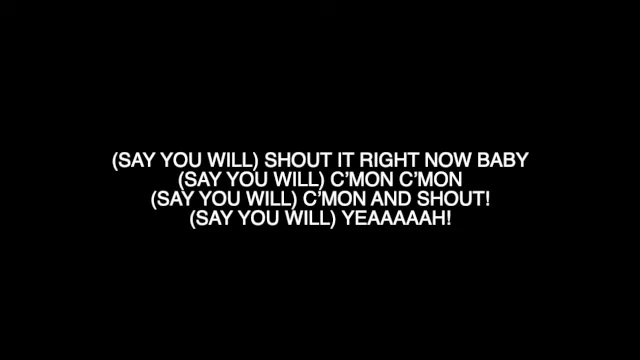 (SAY YOU WILL) SHOUT IT RIGHT NOW BABY
(SAY YOU WILL) C’MON C’MON
(SAY YOU WILL) C’MON AND SHOUT!
(SAY YOU WILL) YEAAAAAH!